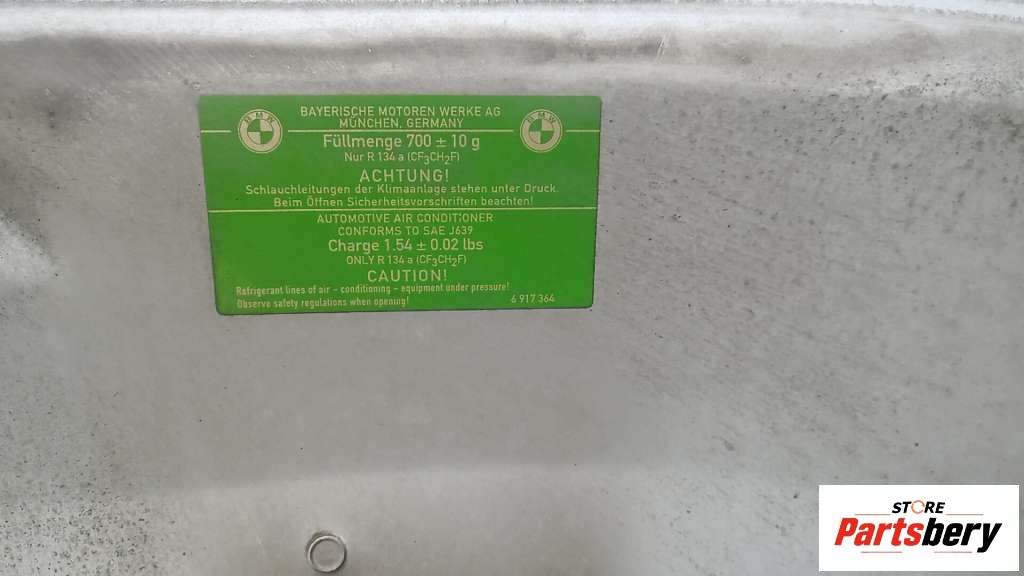 BAYERISCHE MOTOREN WERKE AG
MÜNCHEN, GERMANY
Füllmenge 700 ± 10 g
Nur R 134 a (CF3CH2F)
ACHTUNG!
Schlauchleitungen der Klimaanlage stehen unter Druck.
Beim Öffnen Sicherheitsvorschriften beachten!
AUTOMOTIVE AIR CONDITIONER
CONFORMS TO SAE J639
Charge 1.54 ± 0.02 lbs
ONLY R 134 a (CF3CH2F)
CAUTION!
Refrigerant lines of air - conditioning - equipment under pressure!
Observe safety regulations when opening!
6 917 364
STORE
Partsbery